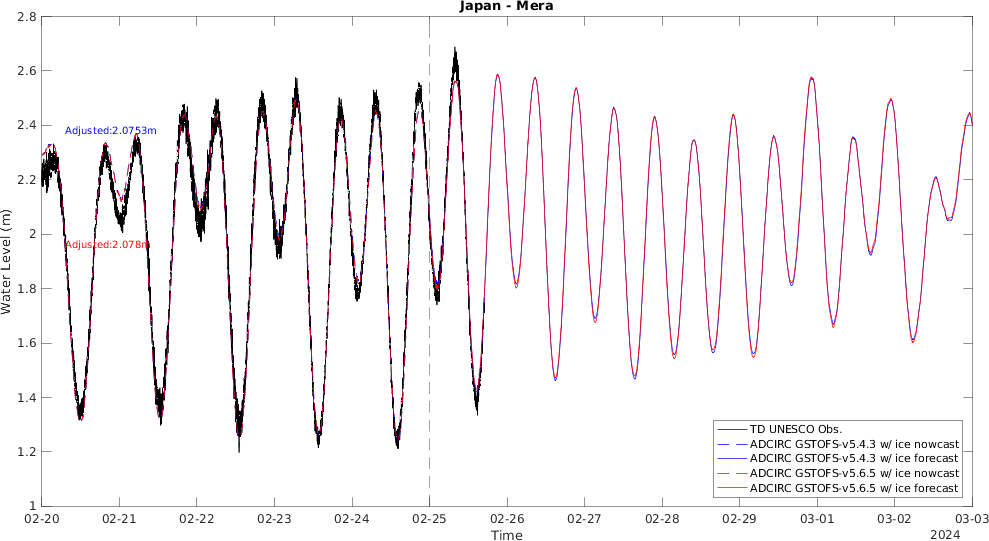 Japan - Mera
2.8
2.6
2.4
2.2
2
1.8
1.6
1.4
1.2
1
Water Level (m)
Adjusted:2.0753m
Adjusted:2.078m
TD UNESCO Obs.
ADCIRC GSTOFS-v5.4.3 w/ ice nowcast
ADCIRC GSTOFS-v5.4.3 w/ ice forecast
ADCIRC GSTOFS-v5.6.5 w/ ice nowcast
ADCIRC GSTOFS-v5.6.5 w/ ice forecast
02-20 02-21 02-22 02-23 02-24 02-25 02-26 02-27 02-28 02-29 03-01 03-02 03-03
Time
2024